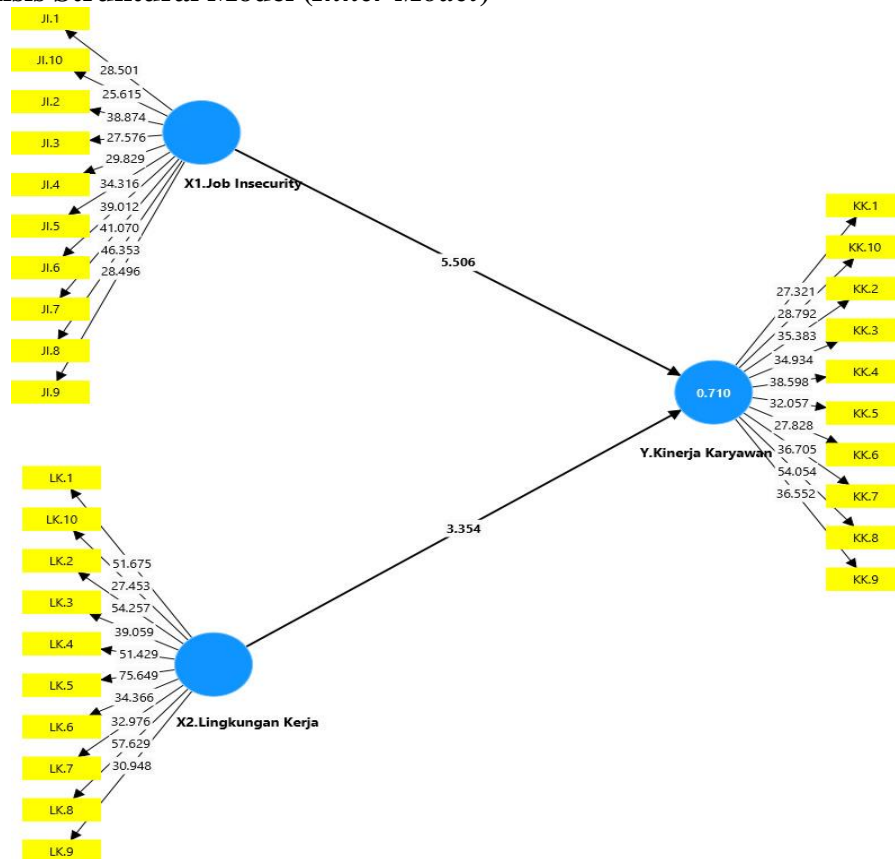 Struktural Model (Inner Model)
JI.1
JI.10
JI.2
JI.3
JI.4
JI.5
JI.6
JI.7
JI.8
JI.9
28.501
25.615
38.874
27.576
29.829
34.316
39.012
41.070
46.353
28.496
X1.Job Insecurity
5.506
KK.1
KK.10
KK.2
KK.3
KK.4
KK.5
KK.6
KK.7
KK.8
KK.9
27.321
28.792
35.383
34.934
38.598
32.057
27.828
36.705
54.054
36.552
0.710
Y.Kinerja Karyawan
3.354
LK.1
LK.10
LK.2
LK.3
LK.4
LK.5
LK.6
LK.7
LK.8
LK.9
51.675
27.453
54.257
39.059
51.429
75.649
34.366
32.976
57.629
30.948
X2.Lingkungan Kerja